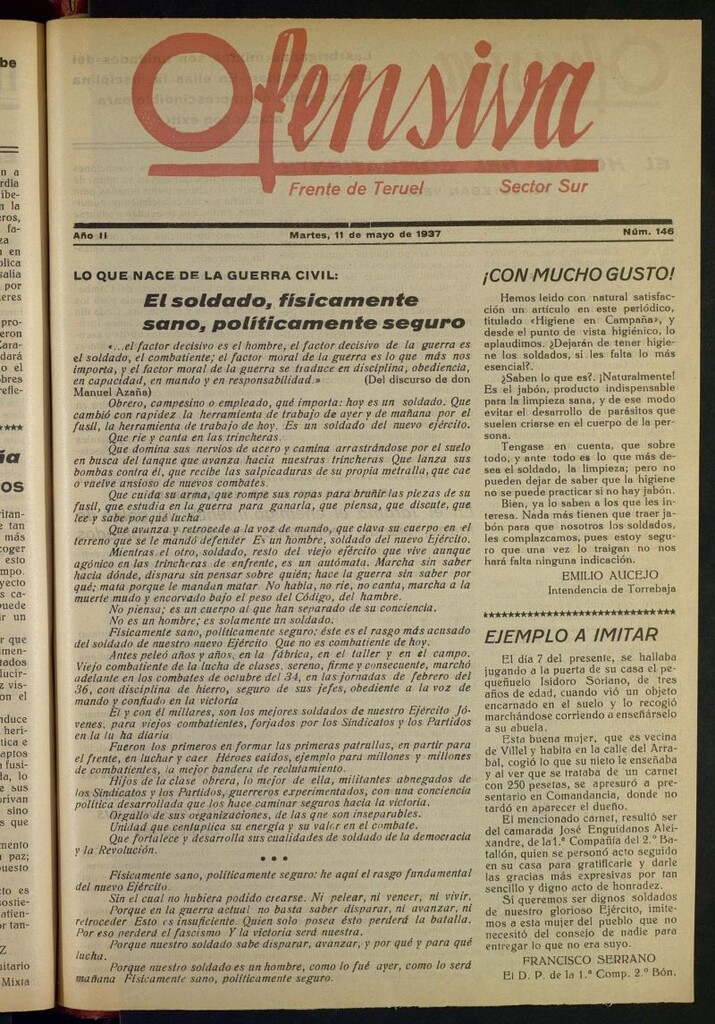 Ofensiva
Frente de Teruel Sector Sur
Año II Martes, 11 de mayo de 1937 Núm. 146
LO QUE NACE DE LA GUERRA CIVIL:
El soldado, físicamente
sano, políticamente seguro
«...el factor decisivo es el hombre, el factor decisivo de la guerra es
el soldado, el combatiente; el factor moral de la guerra es lo que más nos
importa, y el factor moral de la guerra se traduce en disciplina, obediencia,
en capacidad, en mando y en responsabilidad.» (Del discurso de don
Manuel Azaña)
Obrero, campesino o empleado, qué importa: hoy es un soldado. Que
cambió con rapidez la herramienta de trabajo de ayer y de mañana por el
fusil, la herramienta de trabajo de hoy. Es un soldado del nuevo ejército.
Que ríe y canta en las trincheras.
Que domina sus nervios de acero y camina arrastrándose por el suelo
en busca del tanque que avanza hacia nuestras trincheras Que lanza sus
bombas contra él, que recibe las salpicaduras de su propia metralla, que cae
o vuelve ansioso de nuevos combates.
Que cuida su arma, que rompe sus ropas para bruñir las piezas de su
fusil, que estudia en la guerra para ganarla, que piensa, que discute, que
lee y sabe por qué lucha.
Que avanza y retrocede a la voz de mando, que clava su cuerpo en el
terreno que se le mandó defender Es un hombre, soldado del nuevo Ejército.
Mientras el otro, soldado, resto del viejo ejército que vive aunque
agónico en las trincheras de enfrente, es un autómata. Marcha sin saber
hacia dónde, dispara sin pensar sobre quién; hace la guerra sin saber por
qué; mata porque le mandan matar. No habla, no ríe, no canta, marcha a la
muerte mudo y encorvado bajo el peso del Código, del hambre.
No piensa; es un cuerpo al que han separado de su conciencia.
No es un hombre; es solamente un soldado.
Físicamente sano, políticamente seguro: éste es el rasgo más acusado
del soldado de nuestro nuevo Ejército Que no es combatiente de hoy.
Antes peleó años y años, en la fábrica, en el taller y en el campo.
Viejo combatiente de la lucha de clases, sereno, firme y consecuente, marchó
adelante en los combates de octubre del 34, en las jornadas de febrero del
36, con disciplina de hierro, seguro de sus jefes, obediente a la voz de
mando y confiado en la victoria
El y con él millares, son los mejores soldados de nuestro Ejército Jó-
venes, para viejos combatientes, forjados por los Sindicatos y los Partidos
en la lu ha diaria.
Fueron los primeros en formar las primeras patrullas, en partir para
el frente, en luchar y caer Héroes caídos, ejemplo para millones y millones
de combatientes, la mejor bandera de reclutamiento.
Hijos de la clase obrera, lo mejor de ella, militantes abnegados de
los Sindicatos y los Partidos, guerreros experimentados, con una conciencia
política desarrollada que los hace caminar seguros hacia la victoria.
Orgullo de sus organizaciones, de las que son inseparables.
Unidad que centuplica su energía y su valor en el combate.
Que fortalece y desarrolla sus cualidades de soldado de la democracia
y la Revolución.
* * *
Físicamente sano, políticamente seguro: he aquí el rasgo fundamental
del nuevo Ejército.
Sin el cual no hubiera podido crearse. Ni pelear, ni vencer, ni vivir.
Porque en la guerra actual no basta saber disparar, ni avanzar, ni
retroceder Esto es insuficiente Quien solo posea ésto perderá la batalla.
Por eso perderá el fascismo Y la victoria será nuestra.
Porque nuestro soldado sabe disparar, avanzar, y por qué y para qué
lucha.
Porque nuestro soldado es un hombre, como lo fué ayer, como lo será
mañana Físicamente sano, políticamente seguro.
¡CON MUCHO GUSTO!
Hemos leído con natural satisfac-
ción un artículo en este periódico,
titulado «Higiene en Campaña», y
desde el punto de vista higiénico, lo
aplaudimos. ¿Dejarán de tener higie-
ne los soldados, si les falta lo más
esencial?.
¿Saben lo que es?. ¡Naturalmente!
Es el jabón, producto indispensable
para la limpieza sana, y de ese modo
evitar el desarrollo de parásitos que
suelen criarse en el cuerpo de la per-
sona.
Tengase en cuenta, que sobre
todo, y ante todo es lo que más de-
sea el soldado, la limpieza; pero no
pueden dejar de saber que la higiene
no se puede practicar si no hay jabón.
Bien, ya lo saben a los que les in-
teresa. Nada más tienen que traer ja-
bón para que nosotros los soldados,
les complazcamos, pues estoy segu-
ro que una vez lo traigan no nos
hará falta ninguna indicación.
EMILIO AUCEJO
Intendencia de Torrebaja
EJEMPLO A IMITAR
El día 7 del presente, se hallaba
jugando a la puerta de su casa el pe-
queñuelo Isidoro Soriano, de tres
años de edad, cuando vió un objeto
encarnado en el suelo y lo recogió
marchándose corriendo a enseñárselo
a su abuela.
Esta buena mujer, que es vecina
de Villel y habita en la calle del Arra-
bal, cogió lo que su nieto le enseñaba
y al ver que se trataba de un carnet
con 250 pesetas, se apresuró a pre-
sentarlo en Comandancia, donde no
tardó en aparecer el dueño.
El mencionado carnet, resultó ser
del camarada José Enguídanos Alei-
xandre, de la 1.ª Compañía del 2.º Ba-
tallón, quien se personó acto seguido
en su casa para gratificarle y darle
las gracias más expresivas por tan
sencillo y digno acto de honradez.
Si queremos ser dignos soldados
de nuestro glorioso Ejército, imite-
mos a esta mujer del pueblo que no
necesitó del consejo de nadie para
entregar lo que no era suyo.
FRANCISCO SERRANO
El D. P. de la 1.ª Comp. 2.º Bón.